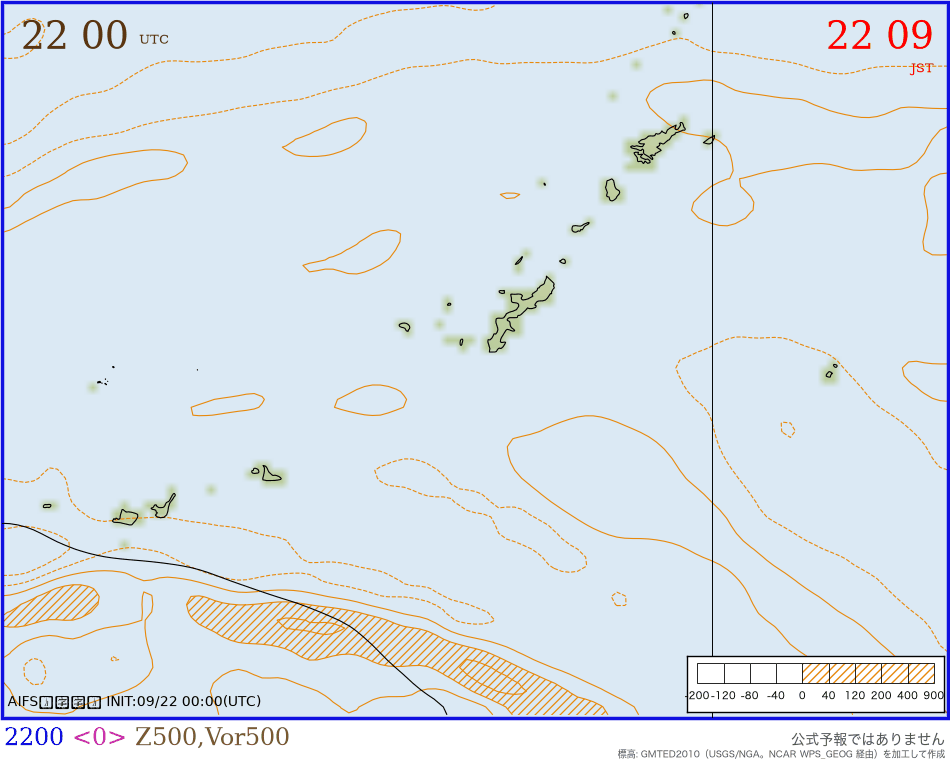 22 00 UTC
22 09
JST
-200 -120 -80 -40 0 40 120 200 400 900
AIFS INIT:09/22 00:00(UTC)
2200 <0> Z500,Vor500
公式予報ではありません
標高: GMTED2010（USGS/NGA。NCAR WPS_GEOG 経由）を加工して作成